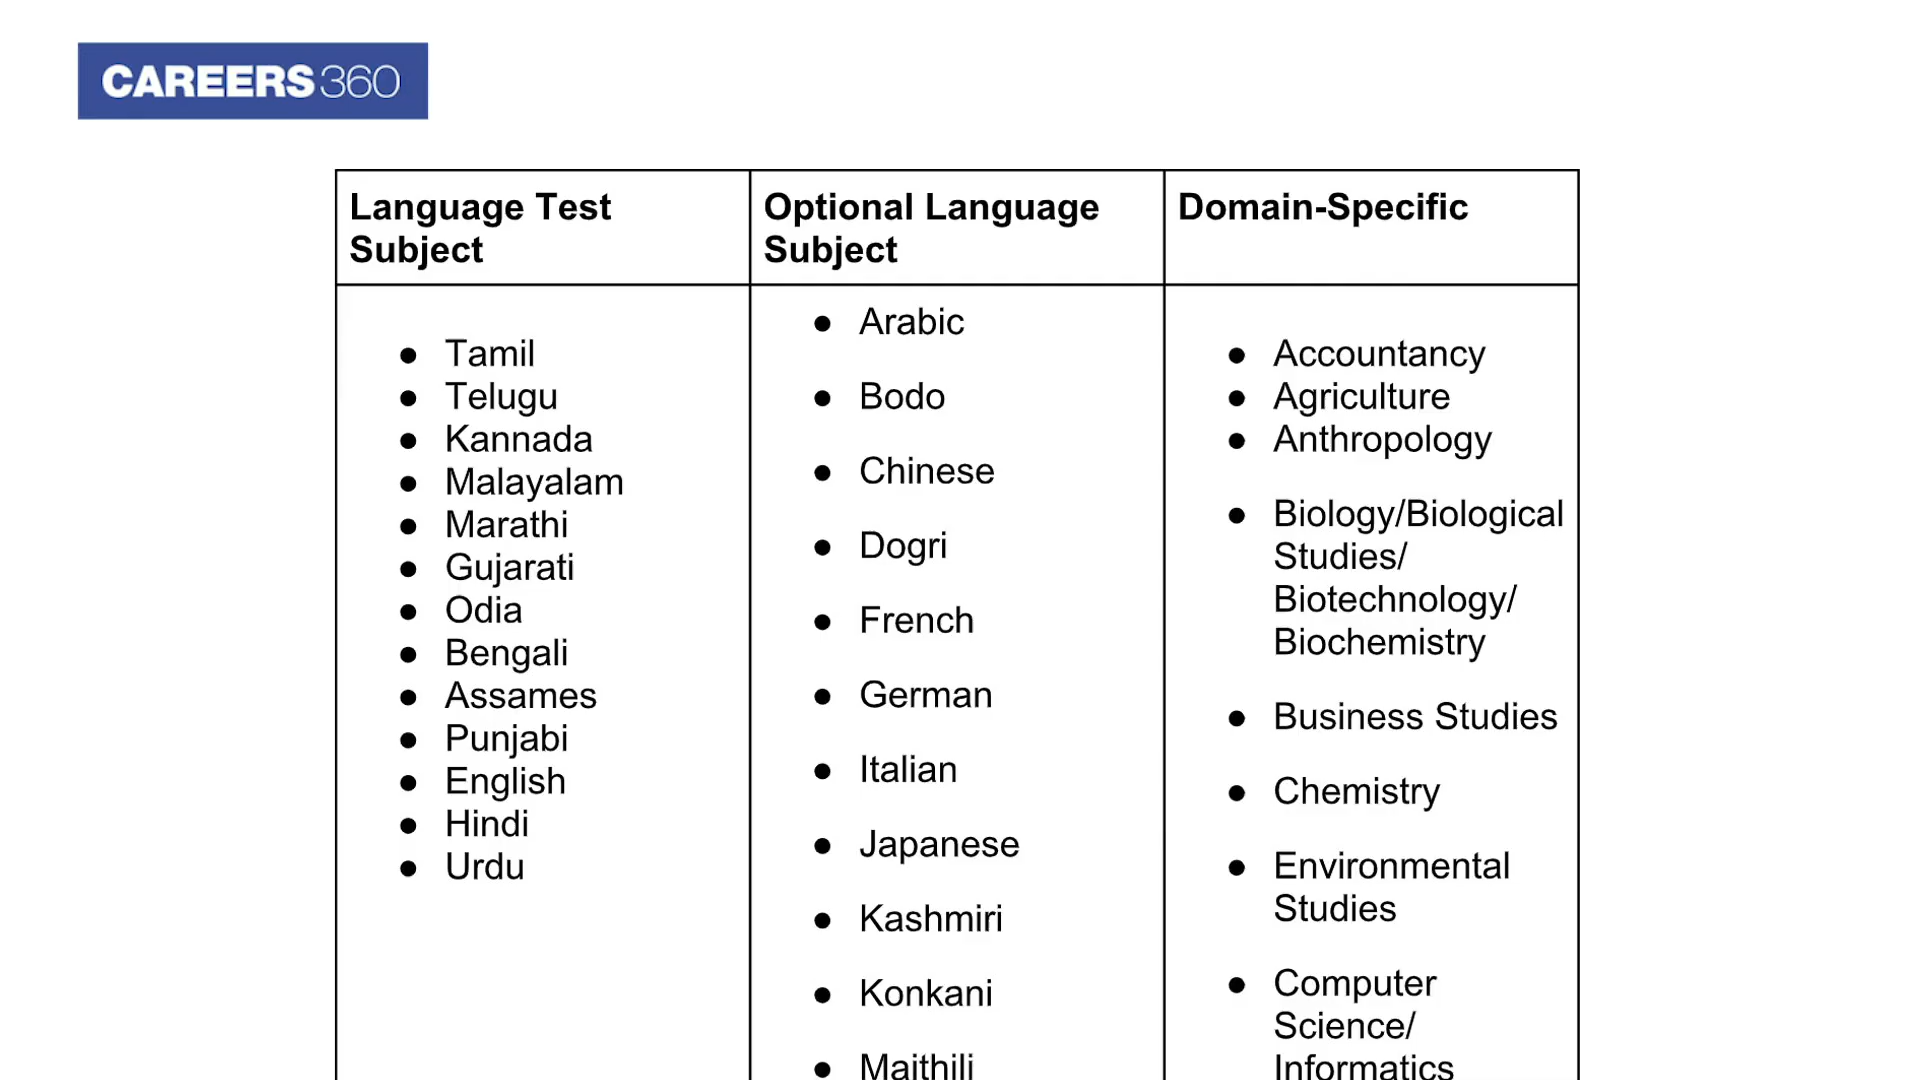 CAREERS360
Language Test
Subject
Optional Language
Subject
Domain-Specific
Tamil
Telugu
Kannada
Malayalam
Marathi
Gujarati
Odia
Bengali
Assames
Punjabi
English
Hindi
Urdu
Arabic
Bodo
Chinese
Dogri
French
German
Italian
Japanese
Kashmiri
Konkani
Maithili
Accountancy
Agriculture
Anthropology
Biology/Biological
Studies/
Biotechnology/
Biochemistry
Business Studies
Chemistry
Environmental
Studies
Computer
Science/
Informatics